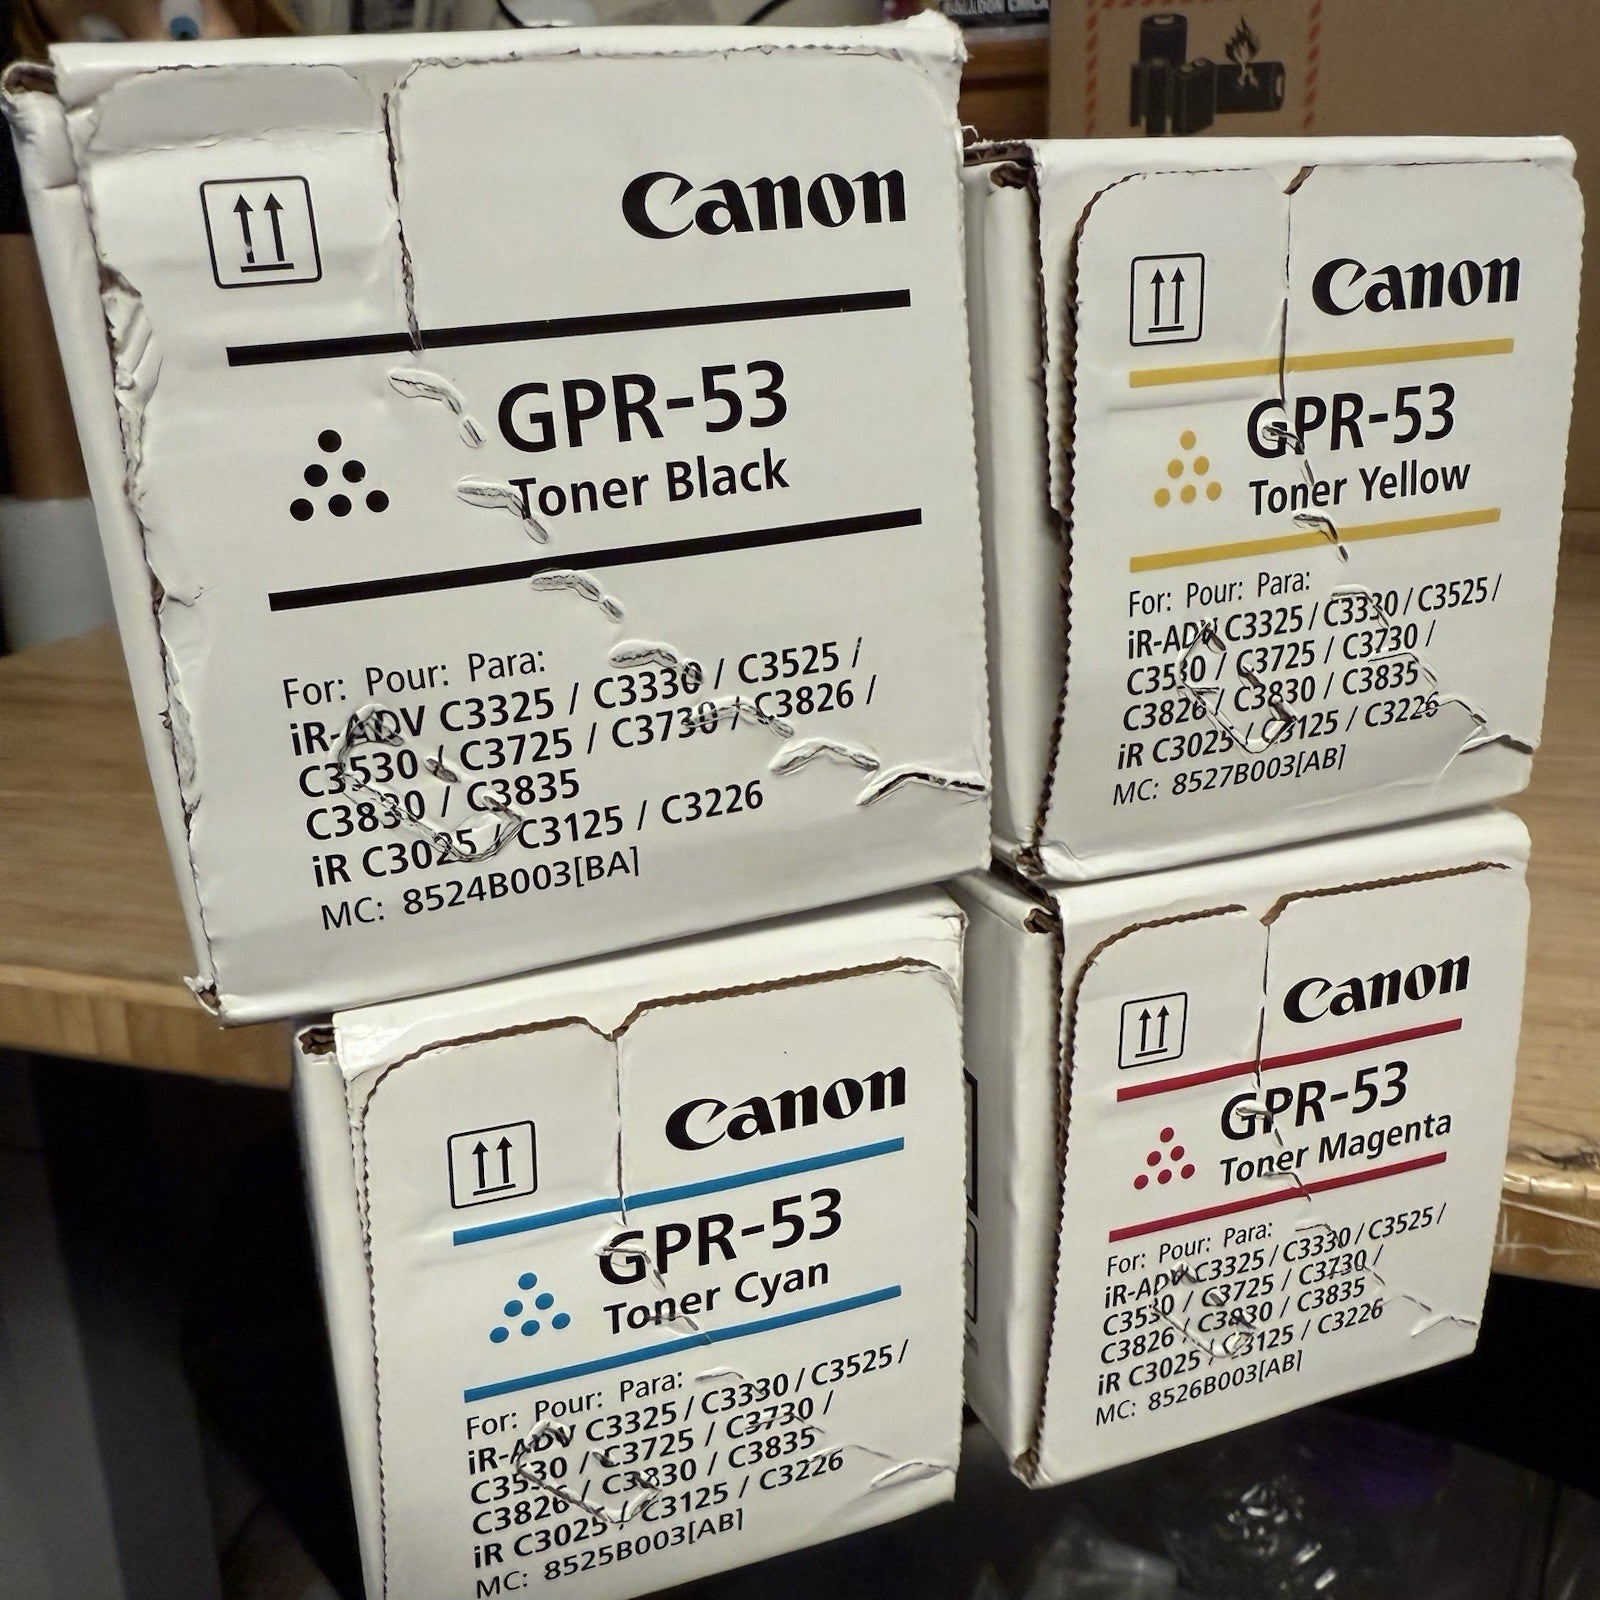 Canon
GPR-53
Toner Black
For: Pour: Para:
iR-ADV C3325 / C3330 / C3525 /
C3530 / C3725 / C3730 / C3826 /
C3830 / C3835
iR C3025 / C3125 / C3226
MC: 8524B003[BA]
Canon
GPR-53
Toner Yellow
For: Pour: Para:
iR-ADV C3325 / C3330 / C3525 /
C3530 / C3725 / C3730 /
C3826 / C3830 / C3835
iR C3025 / C3125 / C3226
MC: 8527B003[AB]
Canon
GPR-53
Toner Cyan
For: Pour: Para:
iR-ADV C3325 / C3330 / C3525 /
C3530 / C3725 / C3730 /
C3826 / C3830 / C3835
iR C3025 / C3125 / C3226
MC: 8525B003[AB]
Canon
GPR-53
Toner Magenta
For: Pour: Para:
iR-ADV C3325 / C3330 / C3525 /
C3530 / C3725 / C3730 /
C3826 / C3830 / C3835
iR C3025 / C3125 / C3226
MC: 8526B003[AB]